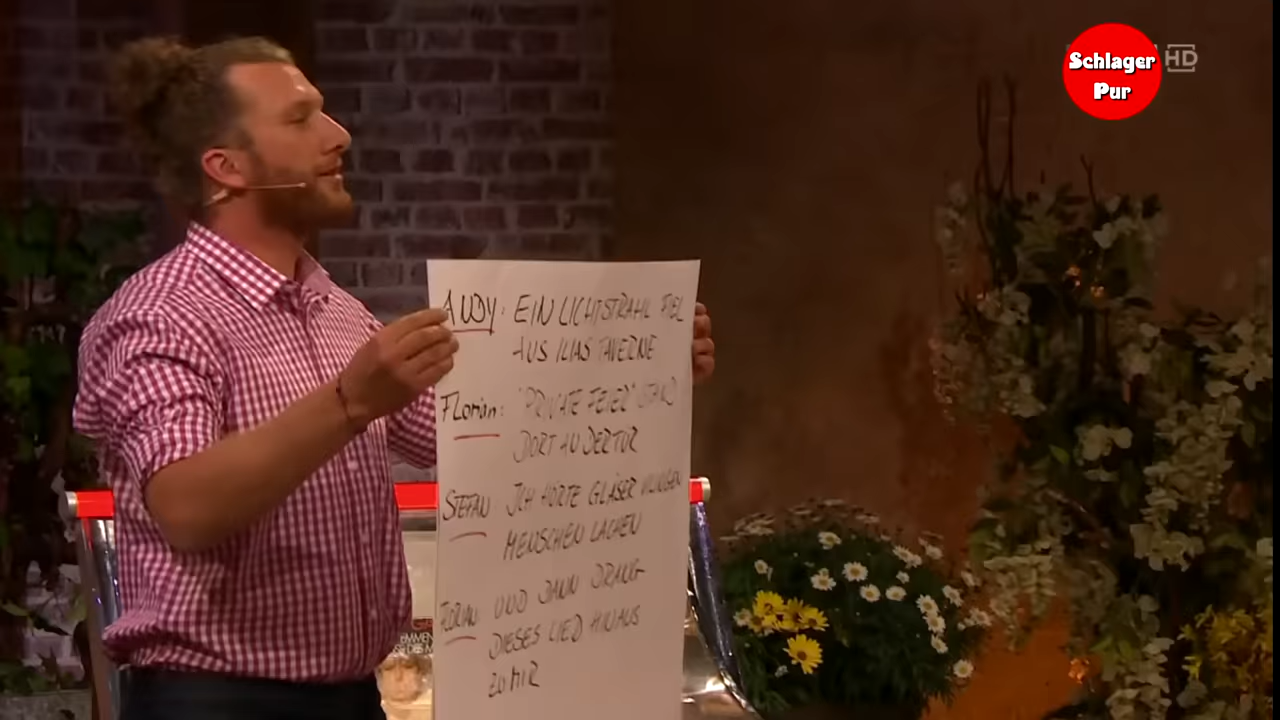 Schlager
Pur
HD
ANDY: EIN LICHTSTRAHL FIEL
AUS ILIAS TAVERNE
FLorian: "PRIVATE FEIER" STAND
DORT AN DER TÜR
STEFAN: ICH HÖRTE GLÄSER KLINGEN
MENSCHEN LACHEN
FLORIAN: UND DANN DRANG
DIESES LIED HINAUS
ZU MIR